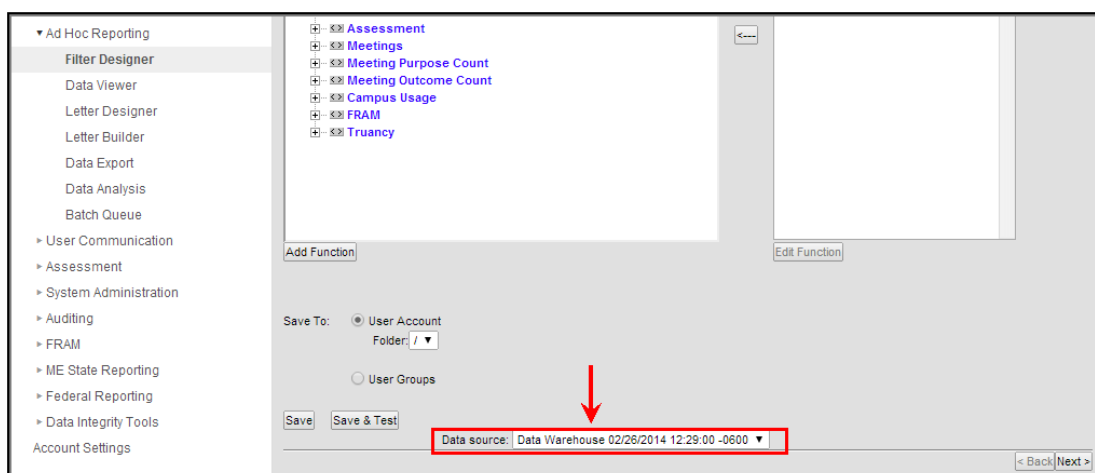 Ad Hoc Reporting
Filter Designer
Data Viewer
Letter Designer
Letter Builder
Data Export
Data Analysis
Batch Queue
User Communication
Assessment
System Administration
Auditing
FRAM
ME State Reporting
Federal Reporting
Data Integrity Tools
Account Settings
Assessment
Meetings
Meeting Purpose Count
Meeting Outcome Count
Campus Usage
FRAM
Truancy
<---
Add Function
Edit Function
Save To: User Account
Folder: /
User Groups
Save Save & Test
Data source: Data Warehouse 02/26/2014 12:29:00 -0600
< Back Next >